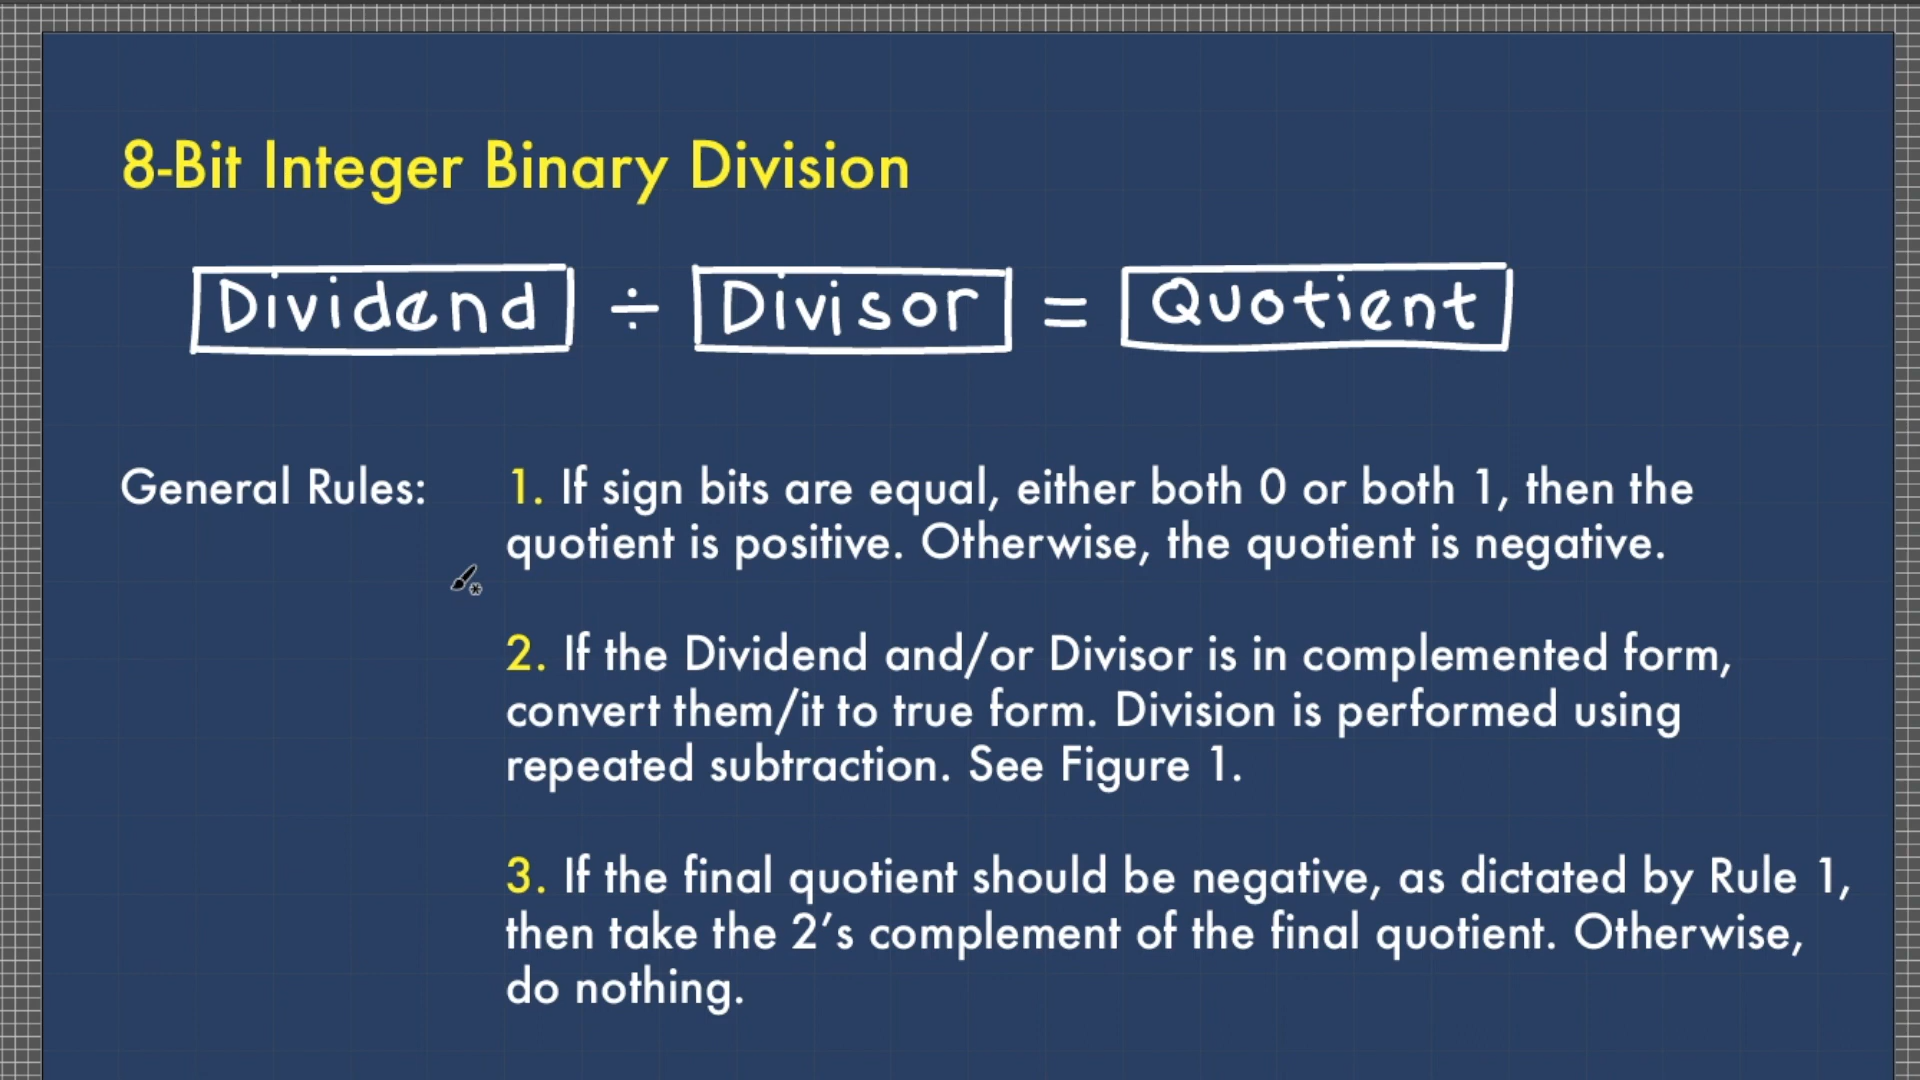 8-Bit Integer Binary Division
Dividend ÷ Divisor = Quotient
General Rules: 1. If sign bits are equal, either both 0 or both 1, then the
quotient is positive. Otherwise, the quotient is negative.
2. If the Dividend and/or Divisor is in complemented form,
convert them/it to true form. Division is performed using
repeated subtraction. See Figure 1.
3. If the final quotient should be negative, as dictated by Rule 1,
then take the 2’s complement of the final quotient. Otherwise,
do nothing.